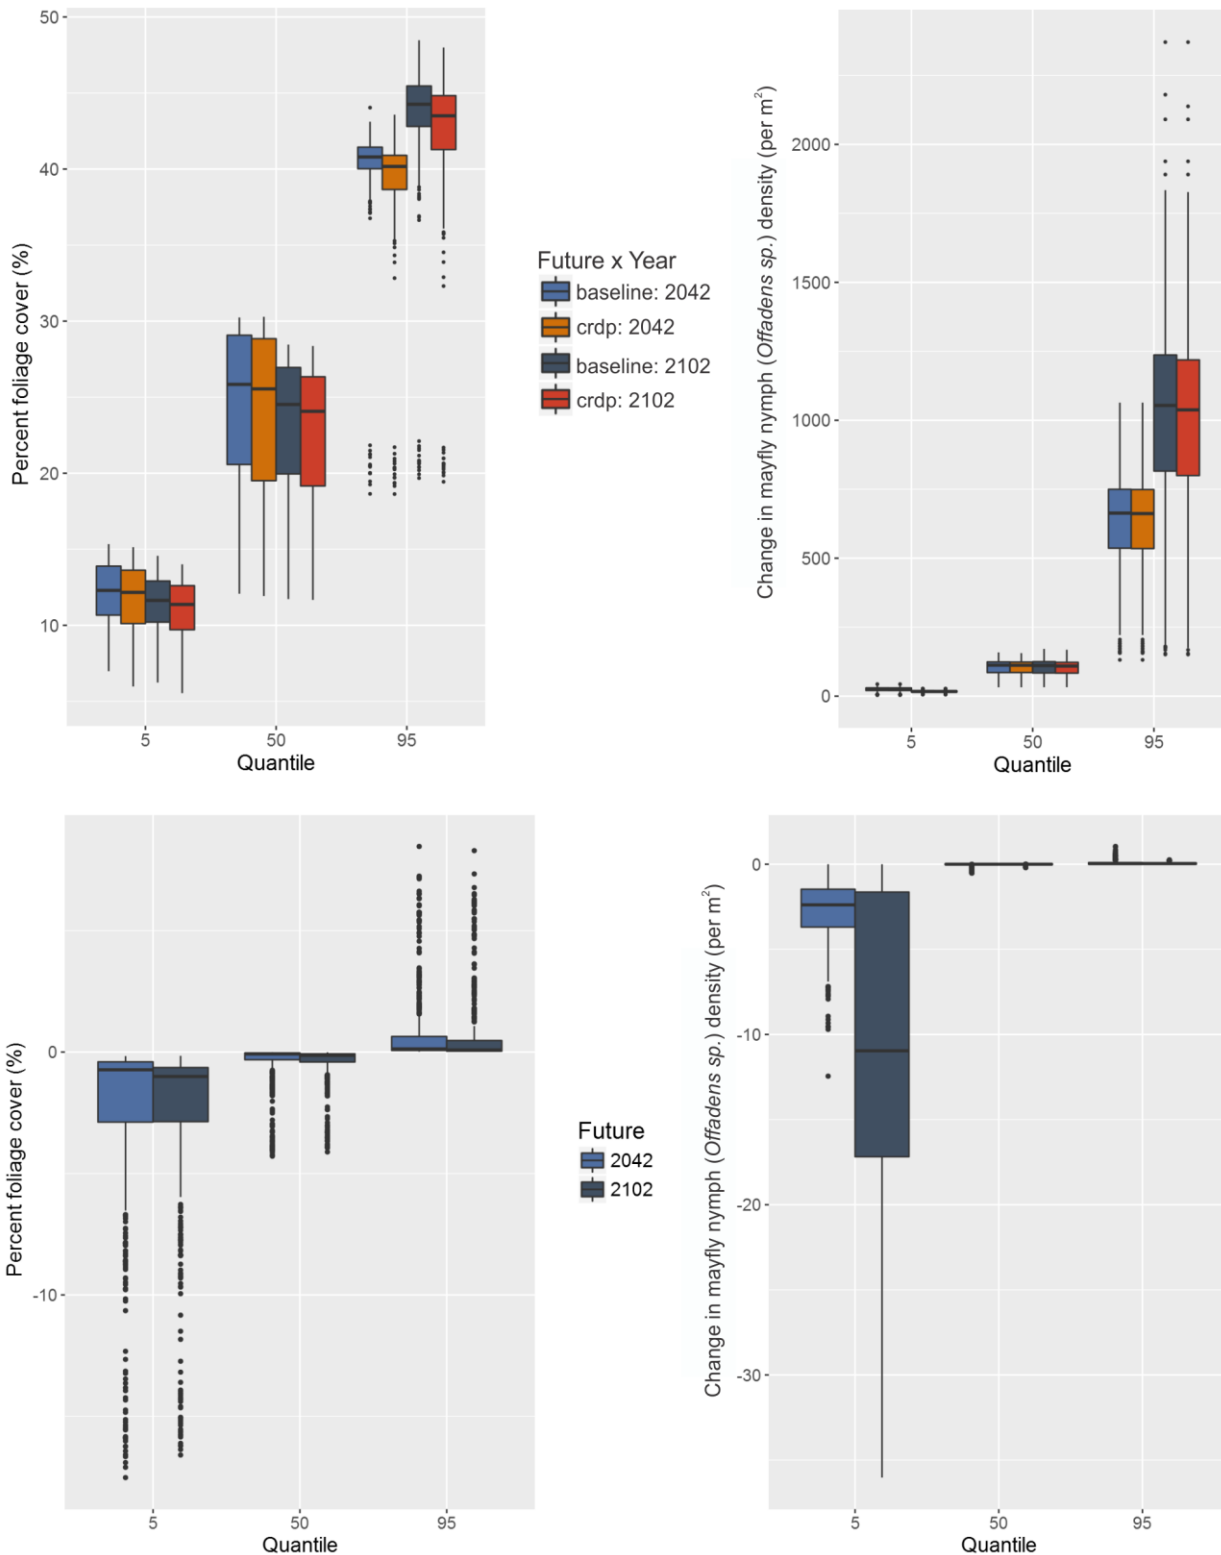 50
40
30
20
10
Percent foliage cover (%)
5
50
95
Quantile
Future x Year
baseline: 2042
crdp: 2042
baseline: 2102
crdp: 2102
Change in mayfly nymph (Offadens sp.) density (per m²)
2000
1500
1000
500
0
5
50
95
Quantile
Percent foliage cover (%)
0
-10
5
50
95
Quantile
Future
2042
2102
Change in mayfly nymph (Offadens sp.) density (per m²)
0
-10
-20
-30
5
50
95
Quantile